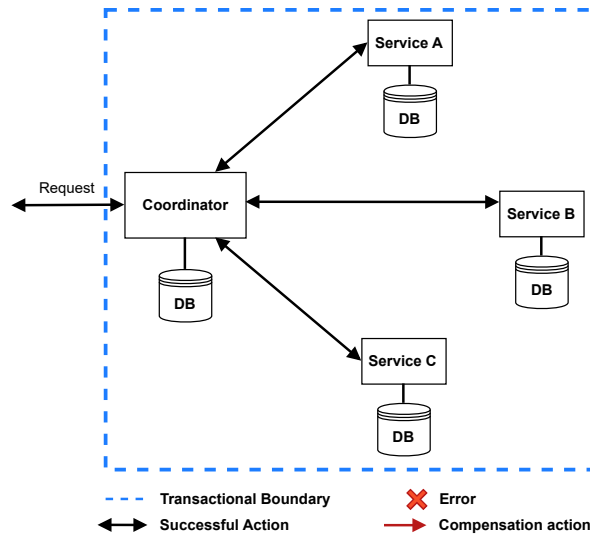 Service A
DB
Request
Coordinator
Service B
DB
DB
Service C
DB
Transactional Boundary
Error
Successful Action
Compensation action